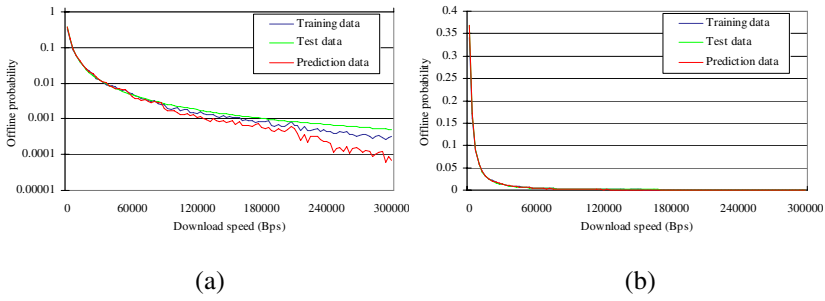 1
0.1
0.01
0.001
0.0001
0.00001
Offline probability
0
60000
120000
180000
240000
300000
Download speed (Bps)
Training data
Test data
Prediction data
(a)
0.4
0.35
0.3
0.25
0.2
0.15
0.1
0.05
0
Offline probability
0
60000
120000
180000
240000
300000
Download speed (Bps)
Training data
Test data
Prediction data
(b)